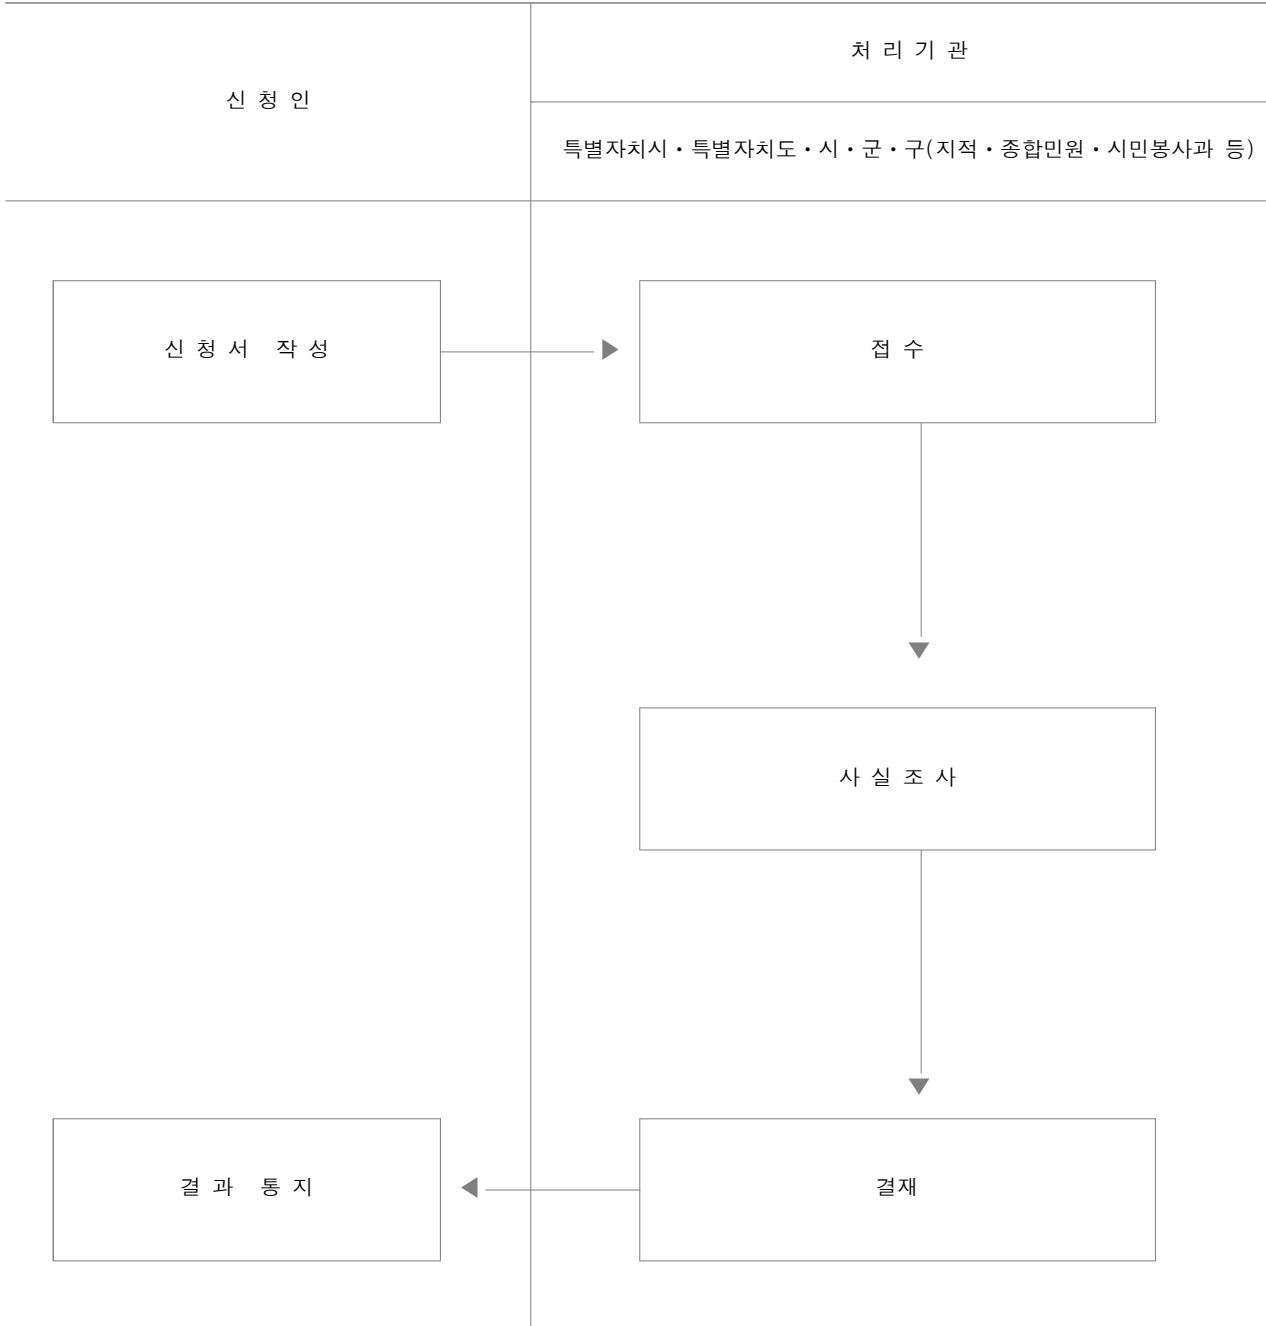 처 리 기 관
신 청 인
특별자치시・특별자치도・시・군・구(지적・종합민원・시민봉사과 등)
신 청 서 작 성
접 수
사 실 조 사
결 과 통 지
결재